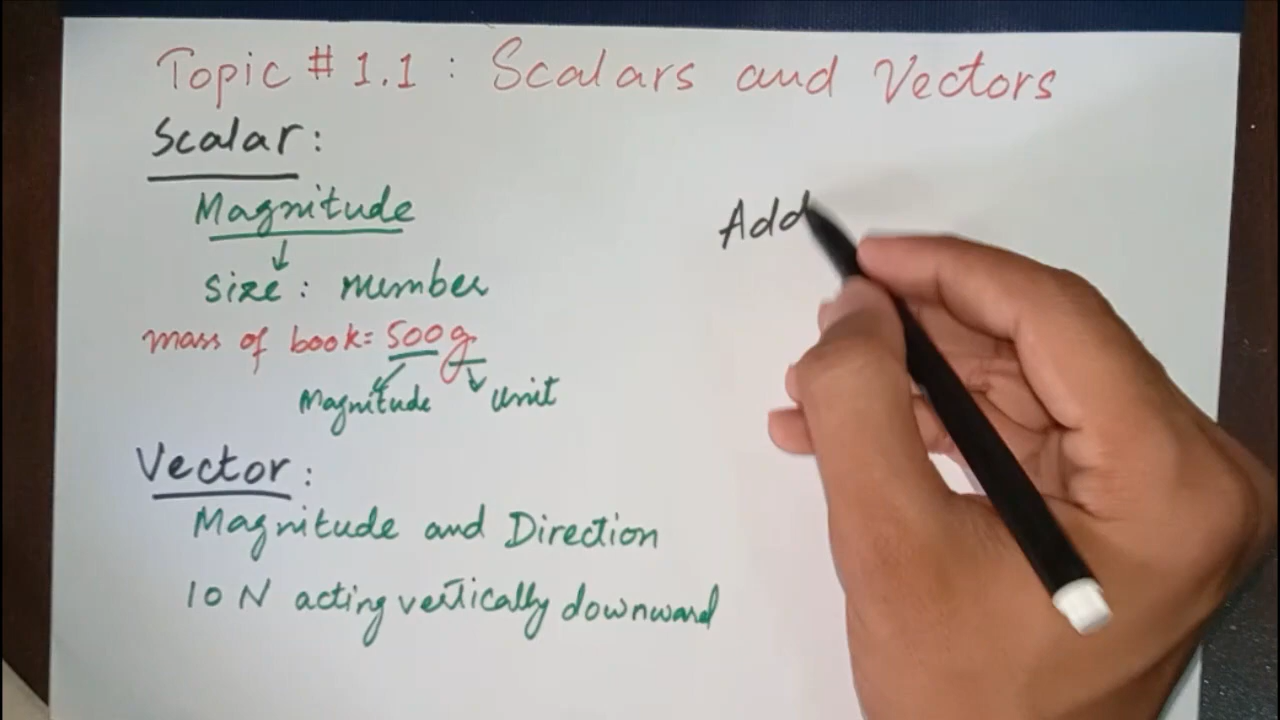 Topic # 1.1 : Scalars and Vectors
Scalar:
Magnitude
size: number
mass of book= 500g
Magnitude unit
Vector:
Magnitude and Direction
10 N acting vertically downward
Add